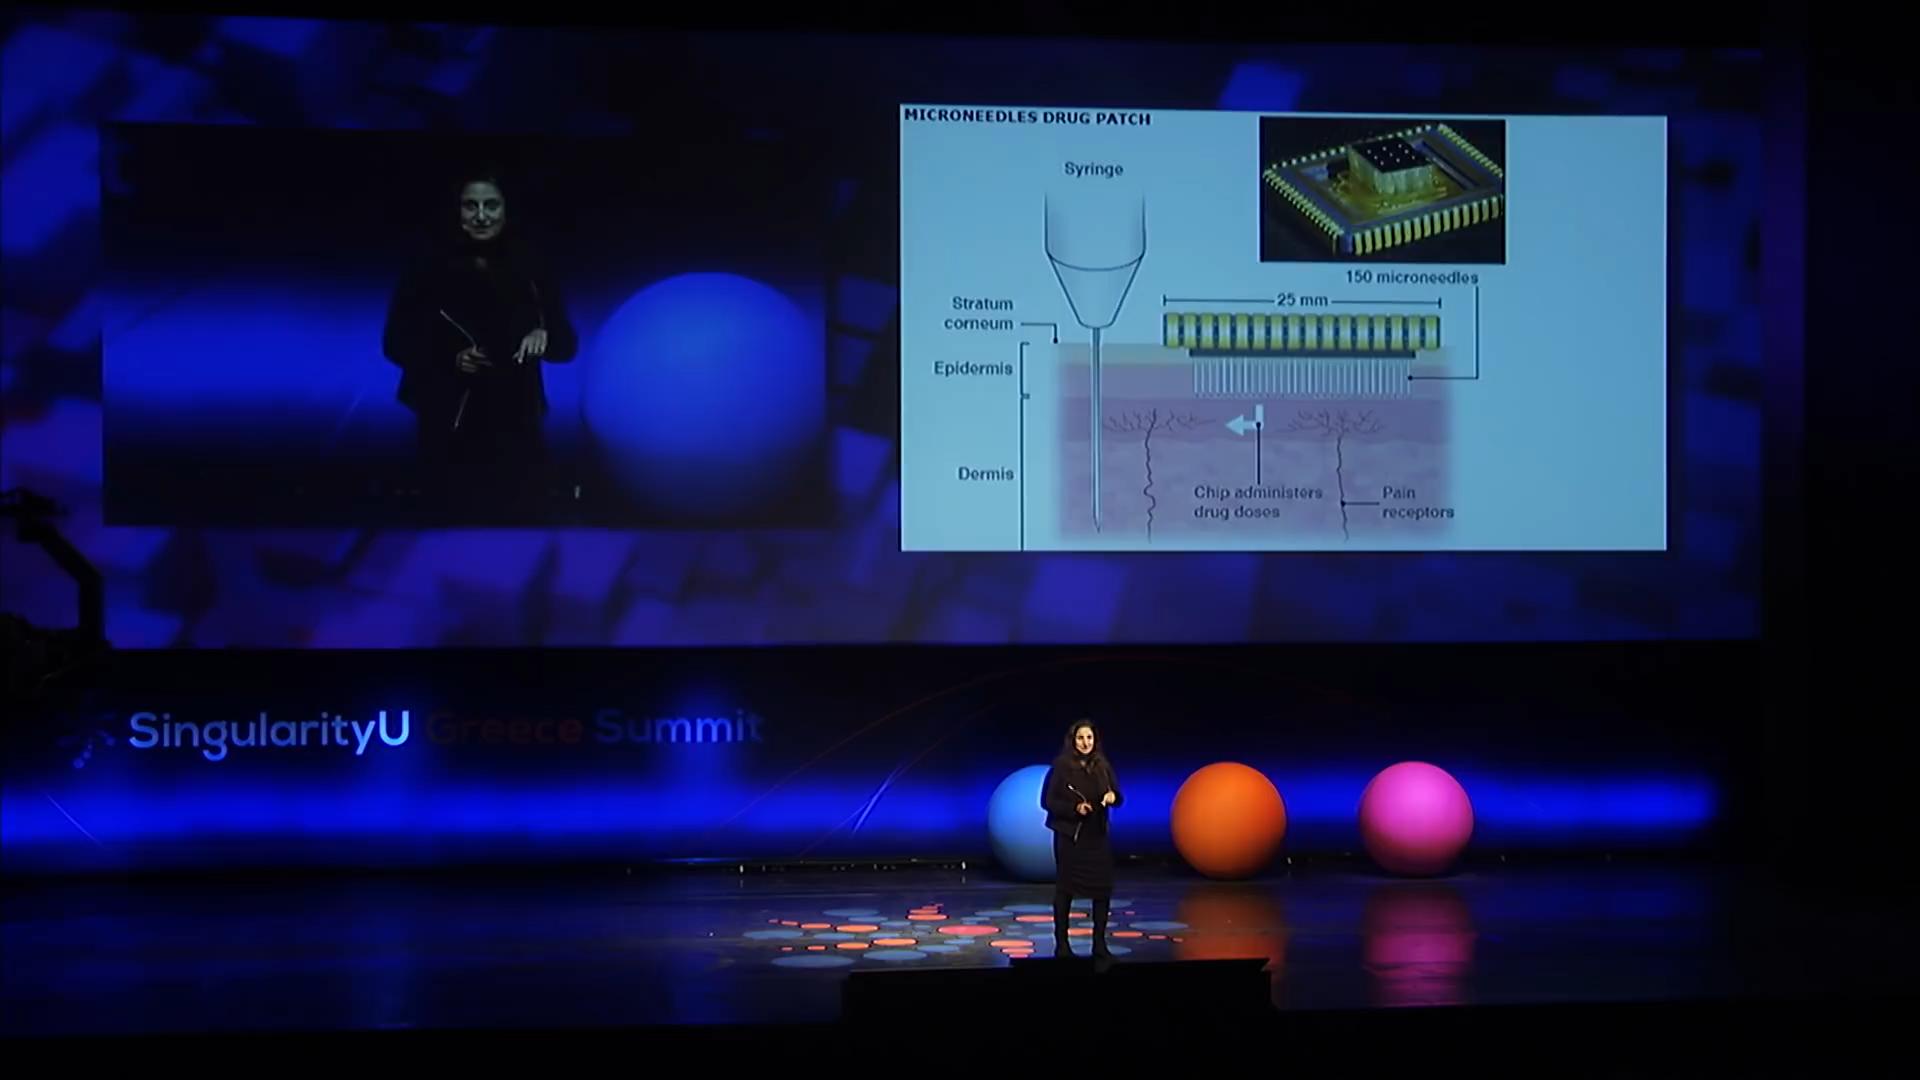 MICRONEEDLES DRUG PATCH
Syringe
150 microneedles
25 mm
Stratum
corneum
Epidermis
Dermis
Chip administers
drug doses
Pain
receptors
SingularityU Greece Summit